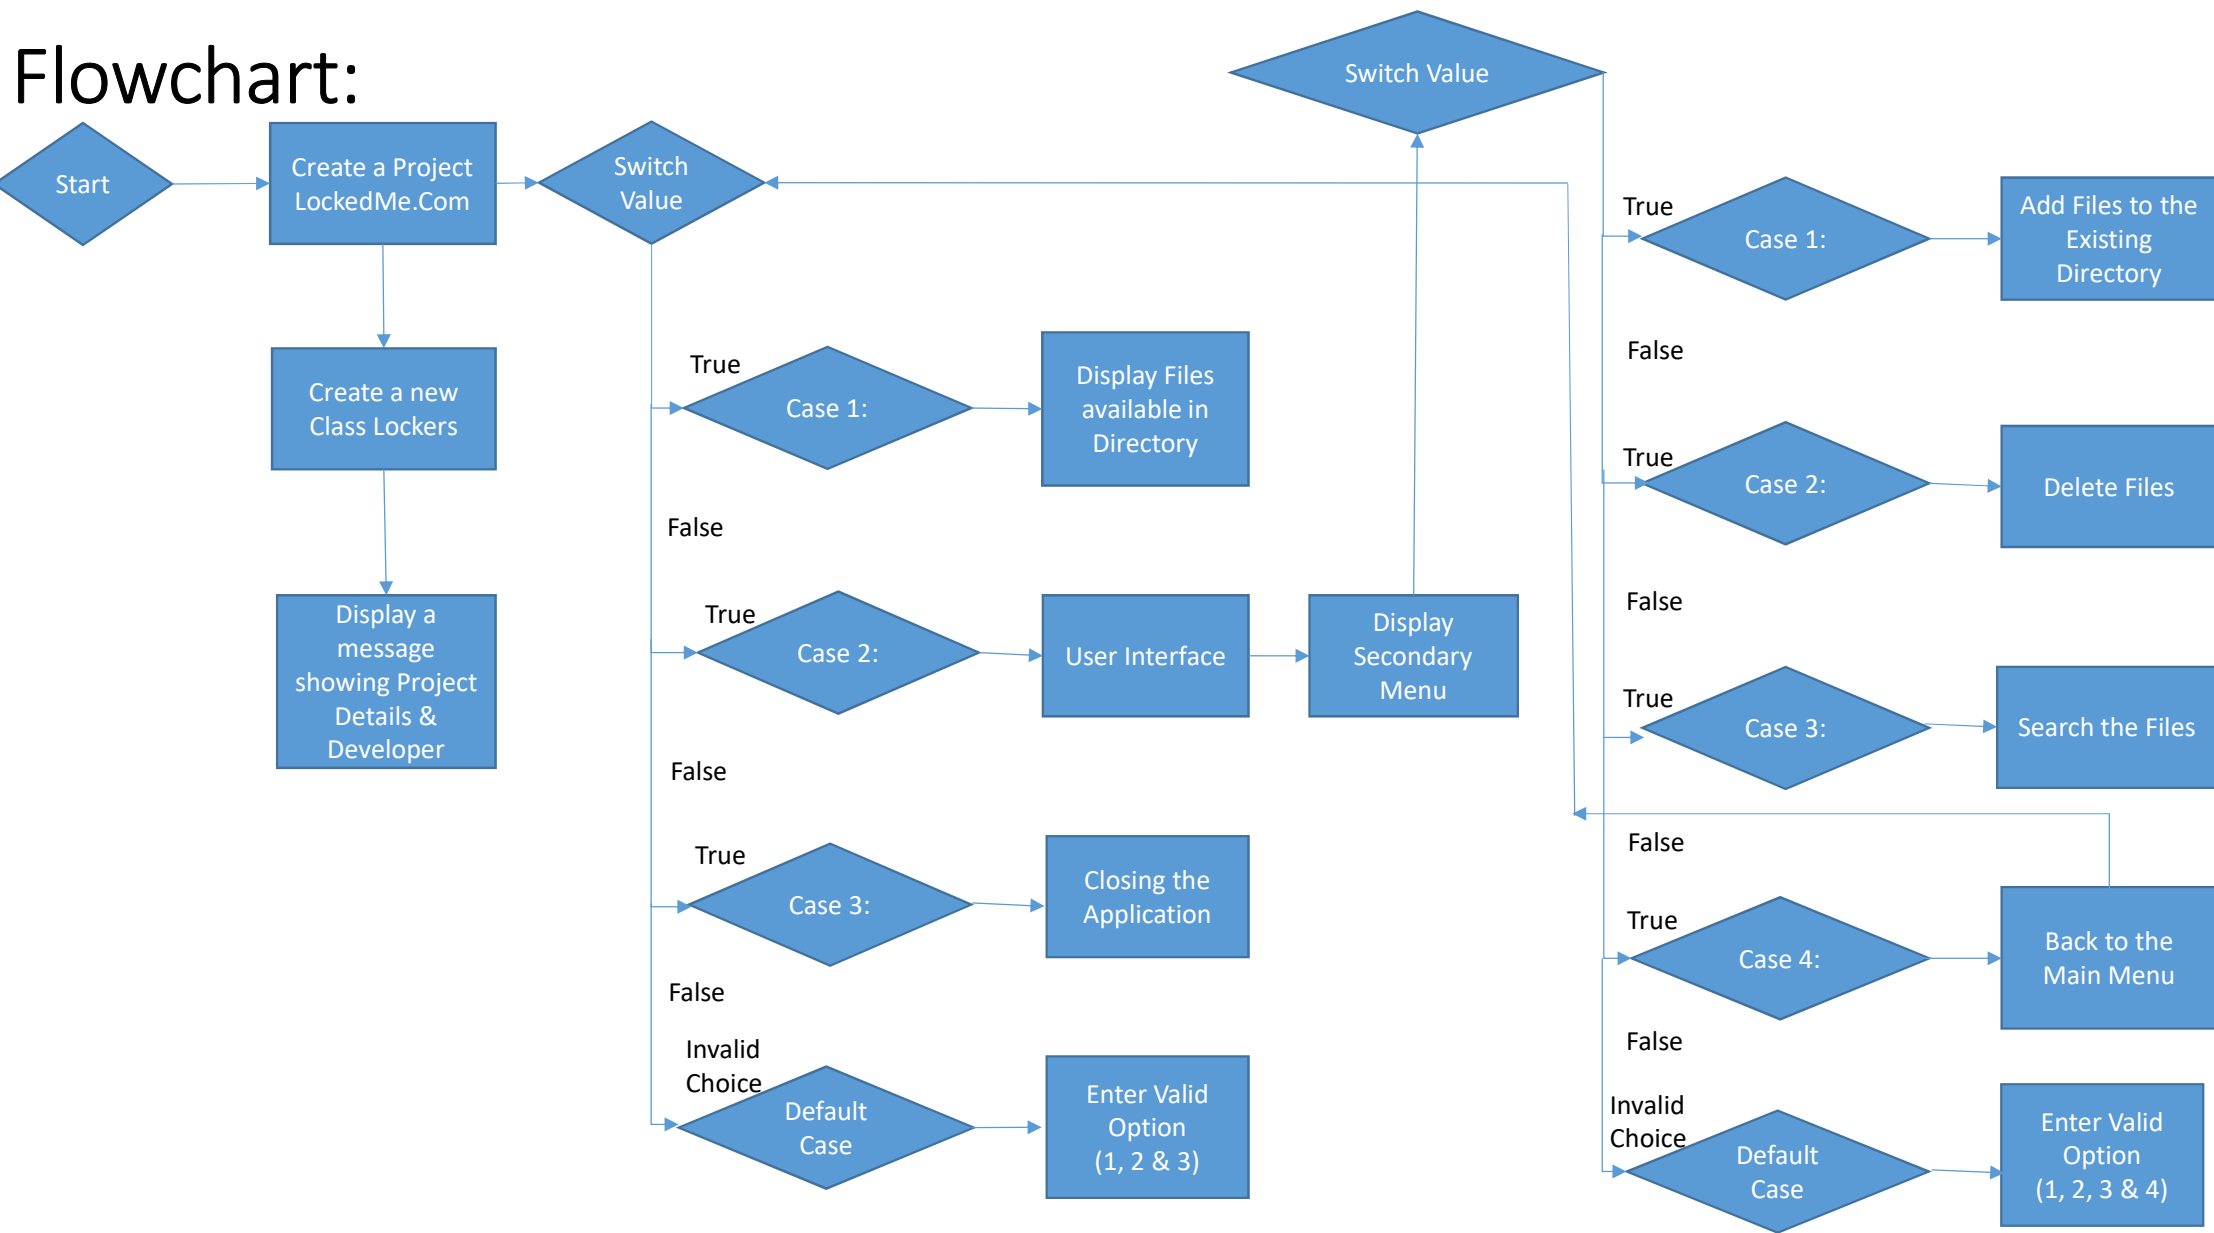 Flowchart:
Start
Create a Project
LockedMe.Com
Switch
Value
Switch Value
Create a new
Class Lockers
Display a
message
showing Project
Details &
Developer
True
Case 1:
Display Files
available in
Directory
False
True
Case 2:
User Interface
Display
Secondary
Menu
False
True
Case 3:
Closing the
Application
False
Invalid
Choice
Default
Case
Enter Valid
Option
(1, 2 & 3)
True
Case 1:
Add Files to the
Existing
Directory
False
True
Case 2:
Delete Files
False
True
Case 3:
Search the Files
False
True
Case 4:
Back to the
Main Menu
False
Invalid
Choice
Default
Case
Enter Valid
Option
(1, 2, 3 & 4)